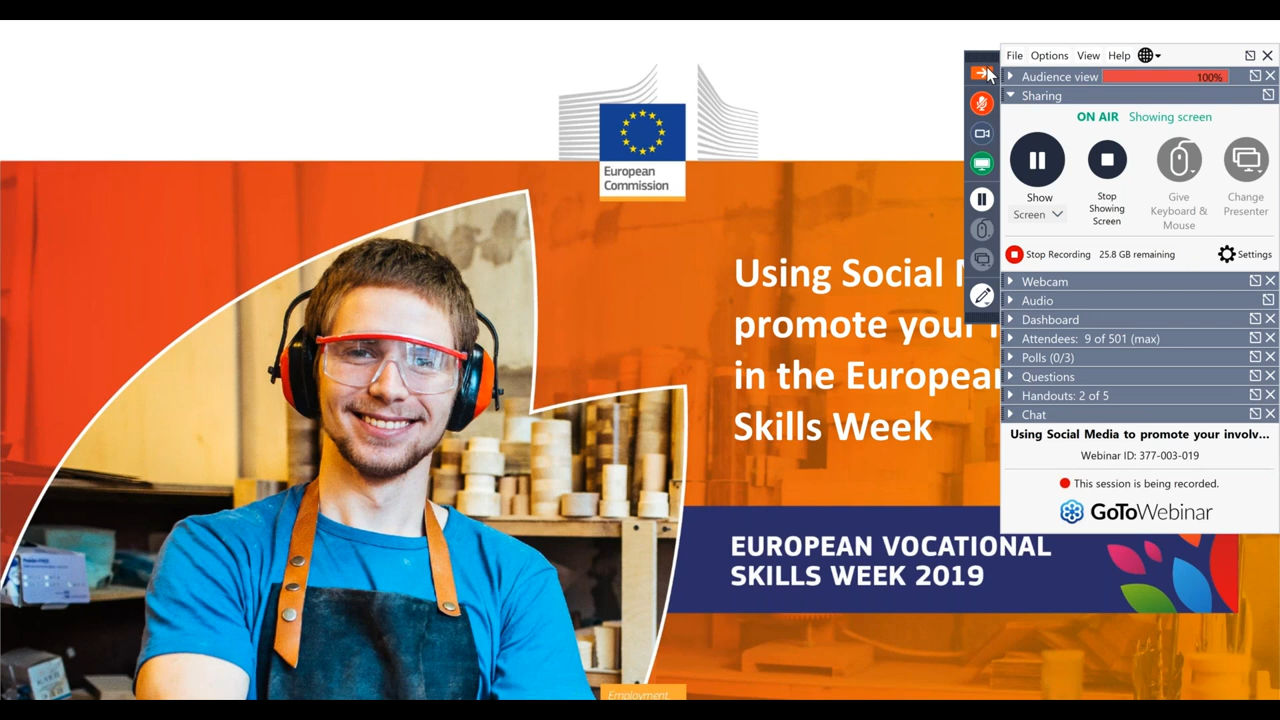 European
Commission
Using Social
promote your
in the European
Skills Week
EUROPEAN VOCATIONAL
SKILLS WEEK 2019
Employment,
File Options View Help
Audience view 100%
Sharing
ON AIR Showing screen
Show
Screen
Stop
Showing
Screen
Give
Keyboard &
Mouse
Change
Presenter
Stop Recording 25.8 GB remaining Settings
Webcam
Audio
Dashboard
Attendees: 9 of 501 (max)
Polls (0/3)
Questions
Handouts: 2 of 5
Chat
Using Social Media to promote your involv...
Webinar ID: 377-003-019
This session is being recorded.
GoToWebinar